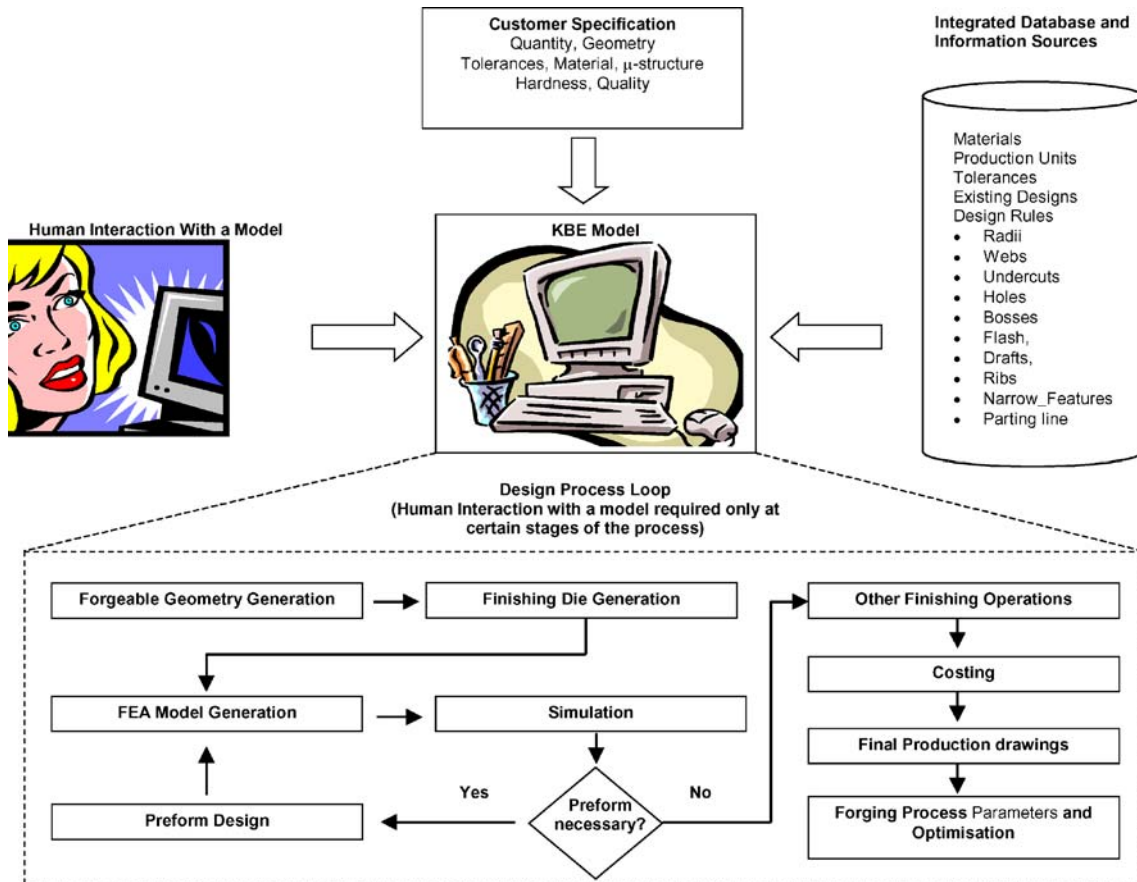 Customer Specification
Quantity, Geometry
Tolerances, Material, μ-structure
Hardness, Quality
Integrated Database and
Information Sources
Materials
Production Units
Tolerances
Existing Designs
Design Rules
• Radii
• Webs
• Undercuts
• Holes
• Bosses
• Flash,
• Drafts,
• Ribs
• Narrow_Features
• Parting line
Human Interaction With a Model
KBE Model
Design Process Loop
(Human Interaction with a model required only at
certain stages of the process)
Forgeable Geometry Generation
Finishing Die Generation
Other Finishing Operations
Costing
FEA Model Generation
Simulation
Final Production drawings
Yes
No
Preform
necessary?
Preform Design
Forging Process Parameters and
Optimisation